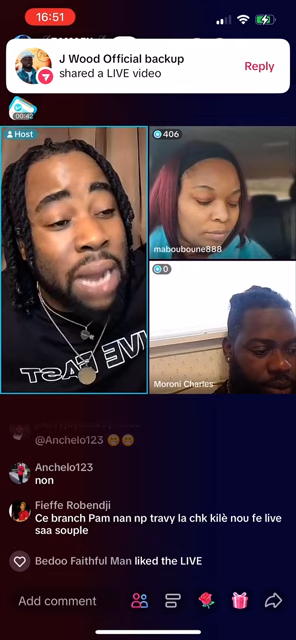 16:51
J Wood Official backup
shared a LIVE video
Reply
00:42
Host
406
mabouboune888
0
Moroni Charles
@Anchelo123
Anchelo123
non
Fieffe Robendji
Ce branch Pam nan np travy la chk kilè nou fe live
saa souple
Bedoo Faithful Man liked the LIVE
Add comment